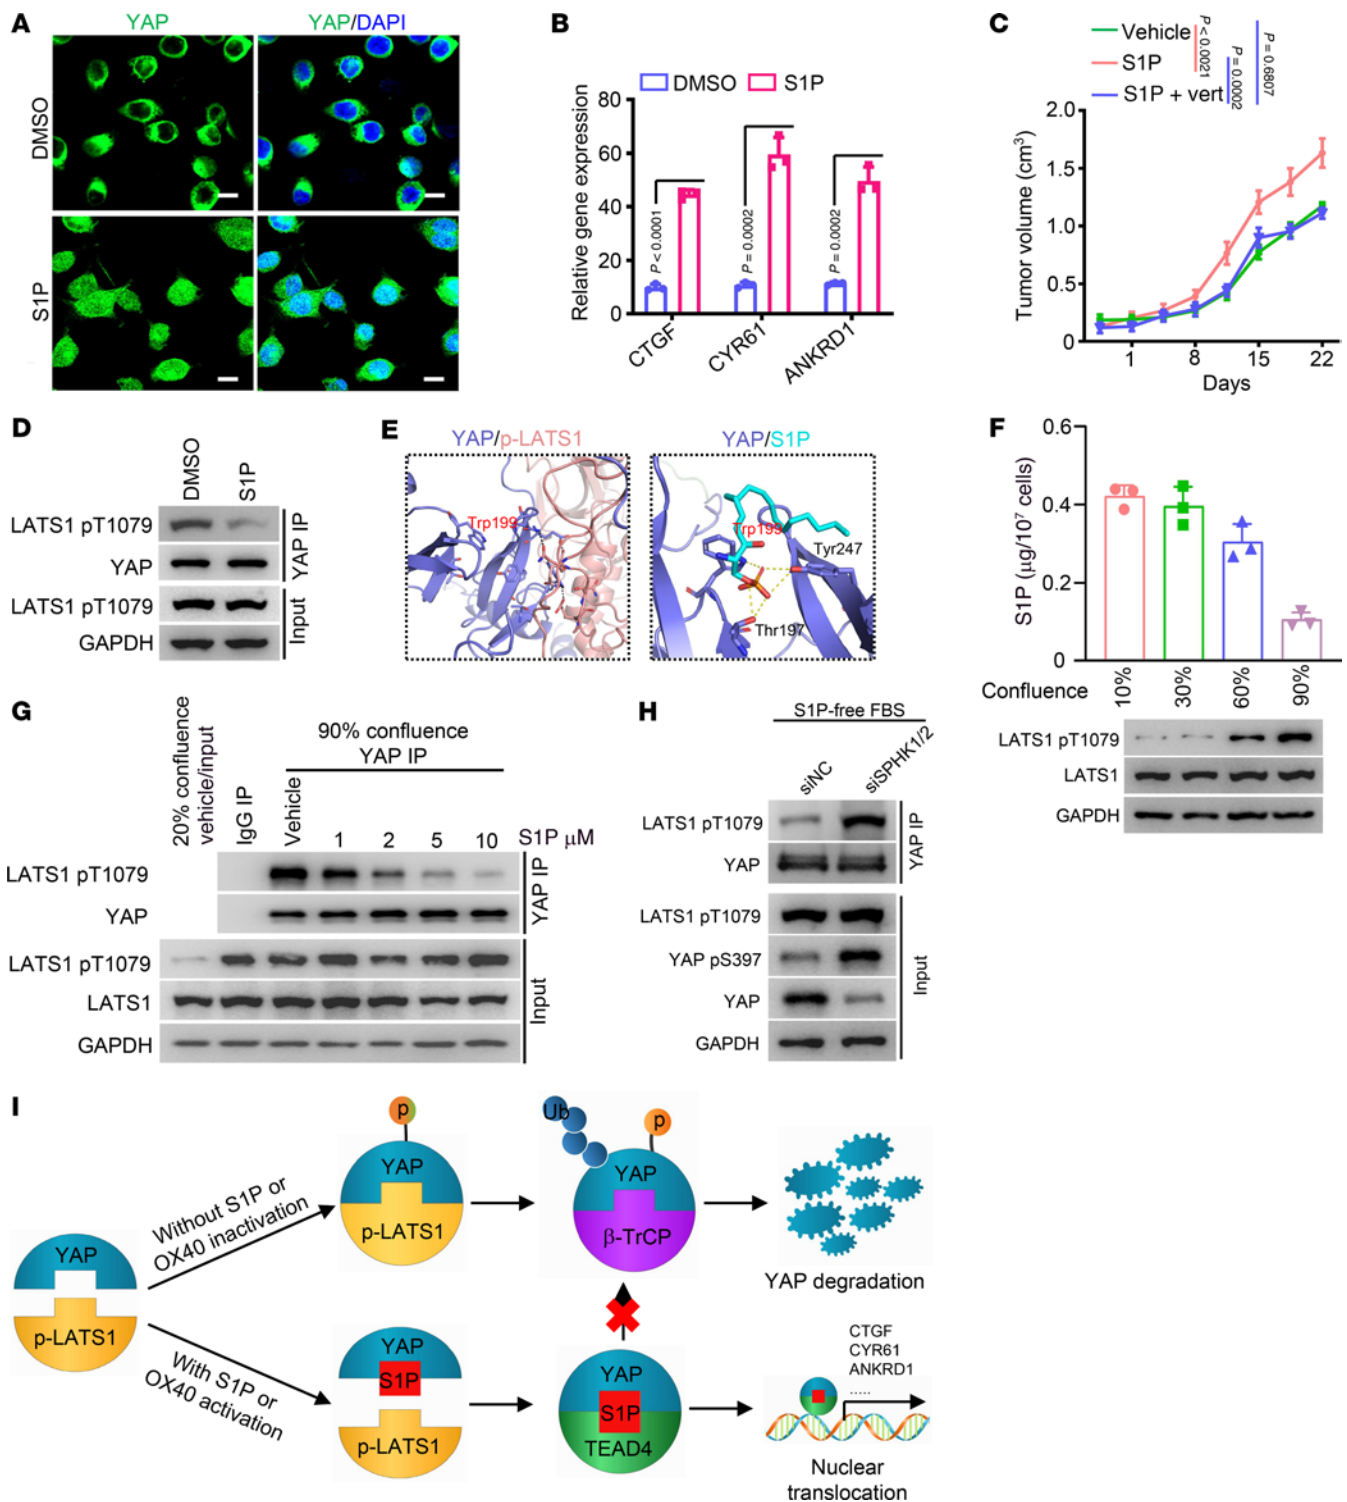 A
YAP
YAP/DAPI
DMSO
S1P
B
DMSO
S1P
Relative gene expression
80
60
40
20
0
P < 0.0001
P = 0.0002
P = 0.0002
CTGF
CYR61
ANKRD1
C
Vehicle
S1P
S1P + vert
P < 0.0021
P = 0.0002
P = 0.6807
Tumor volume (cm³)
2.0
1.5
1.0
0.5
0
1
8
15
22
Days
D
DMSO
S1P
LATS1 pT1079
YAP
LATS1 pT1079
GAPDH
YAP IP
Input
E
YAP/p-LATS1
Trp199
YAP/S1P
Trp199
Tyr247
Thr197
F
S1P (µg/10⁷ cells)
0.6
0.4
0.2
0
Confluence
10%
30%
60%
90%
LATS1 pT1079
LATS1
GAPDH
G
20% confluence
vehicle/input
IgG IP
90% confluence
YAP IP
Vehicle
1
2
5
10
S1P µM
LATS1 pT1079
YAP
LATS1 pT1079
LATS1
GAPDH
YAP IP
Input
H
S1P-free FBS
siNC
siSPHK1/2
LATS1 pT1079
YAP
LATS1 pT1079
YAP pS397
YAP
GAPDH
YAP IP
Input
I
YAP
p-LATS1
Without S1P or
OX40 inactivation
p
YAP
p-LATS1
Ub
p
YAP
β-TrCP
YAP degradation
With S1P or
OX40 activation
YAP
S1P
p-LATS1
YAP
S1P
TEAD4
CTGF
CYR61
ANKRD1
.....
Nuclear
translocation